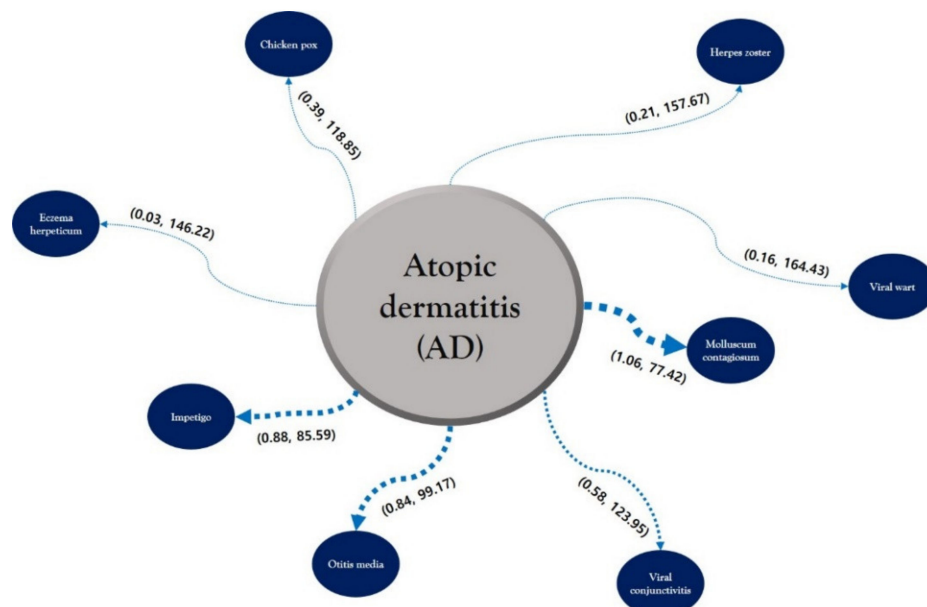 Chicken pox
Herpes zoster
(0.39, 118.85)
(0.21, 157.67)
Eczema
herpeticum
(0.03, 146.22)
Atopic
dermatitis
(AD)
(0.16, 164.43)
Viral wart
Molluscum
contagiosum
(1.06, 77.42)
Impetigo
(0.88, 85.59)
(0.84, 99.17)
(0.58, 123.95)
Otitis media
Viral
conjunctivitis